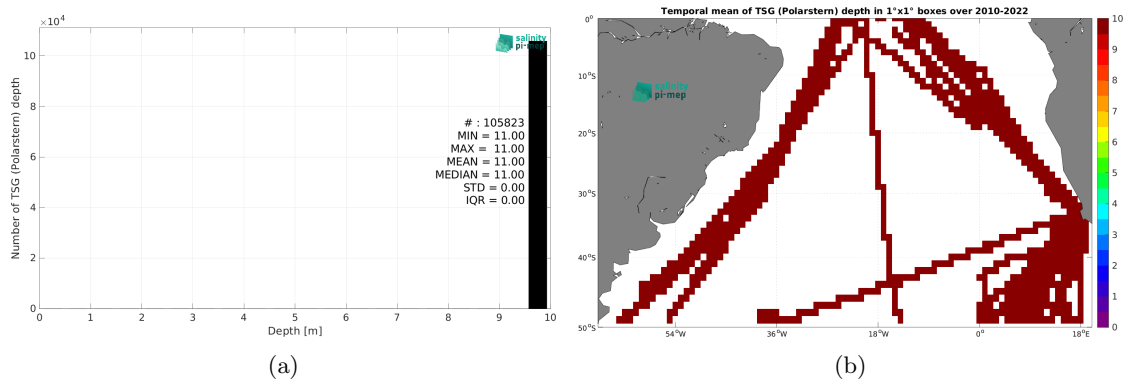 ×10⁴
10
8
6
4
2
0
Number of TSG (Polarstern) depth
salinity
pi-mep
# : 105823
MIN = 11.00
MAX = 11.00
MEAN = 11.00
MEDIAN = 11.00
STD = 0.00
IQR = 0.00
0 1 2 3 4 5 6 7 8 9 10
Depth [m]
(a)
Temporal mean of TSG (Polarstern) depth in 1°x1° boxes over 2010-2022
0°
10°S
20°S
30°S
40°S
50°S
salinity
pi-mep
54°W 36°W 18°W 0° 18°E
10
9
8
7
6
5
4
3
2
1
0
(b)